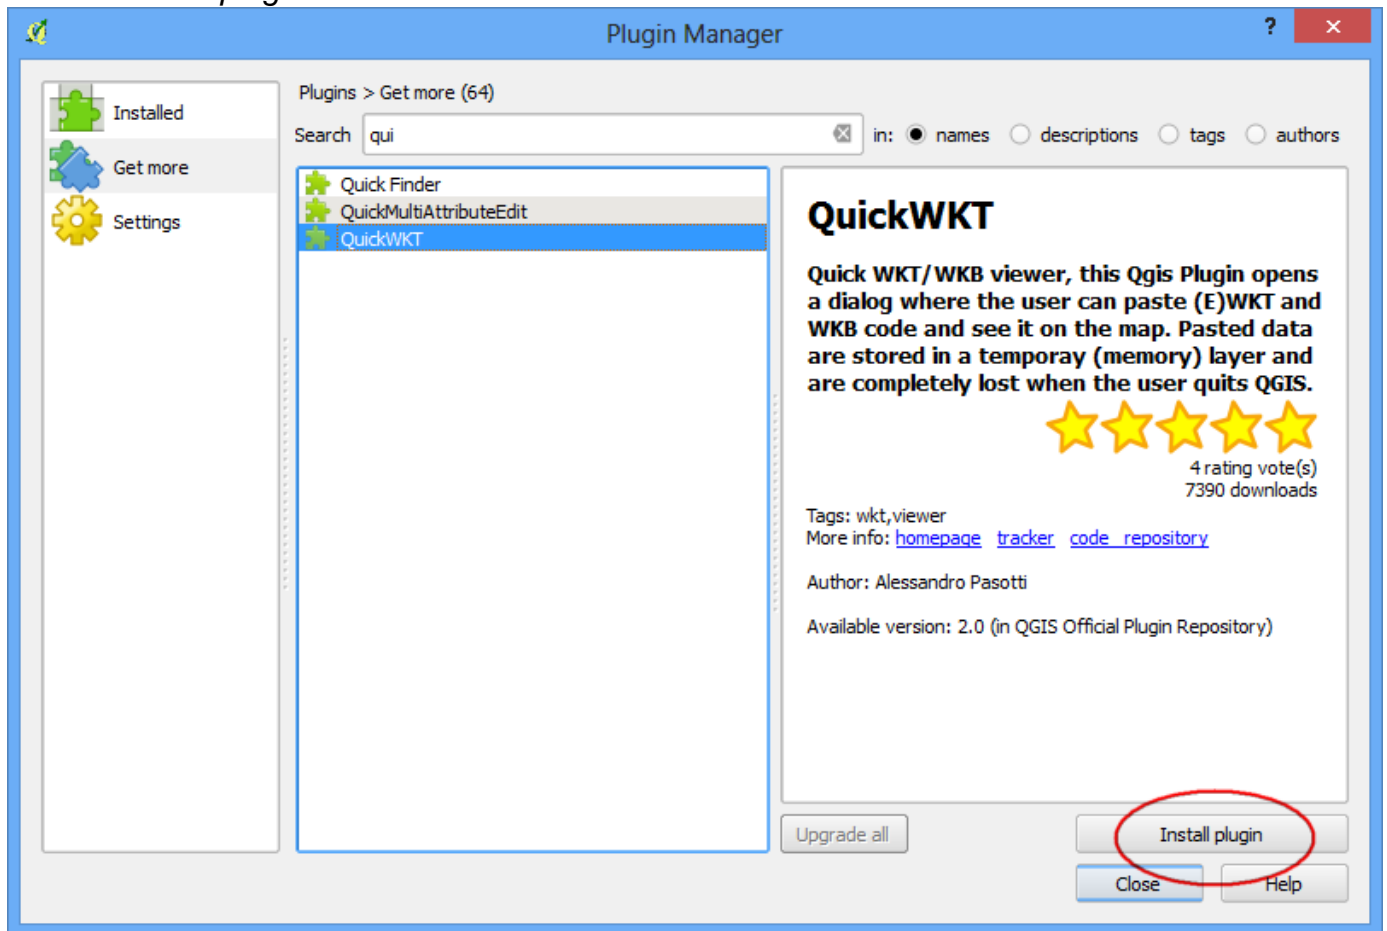 Plugin Manager
?
Installed
Get more
Settings
Plugins > Get more (64)
Search qui in: names descriptions tags authors
Quick Finder
QuickMultiAttributeEdit
QuickWKT
QuickWKT
Quick WKT/WKB viewer, this Qgis Plugin opens
a dialog where the user can paste (E)WKT and
WKB code and see it on the map. Pasted data
are stored in a temporay (memory) layer and
are completely lost when the user quits QGIS.
4 rating vote(s)
7390 downloads
Tags: wkt,viewer
More info: homepage tracker code repository
Author: Alessandro Pasotti
Available version: 2.0 (in QGIS Official Plugin Repository)
Upgrade all
Install plugin
Close
Help